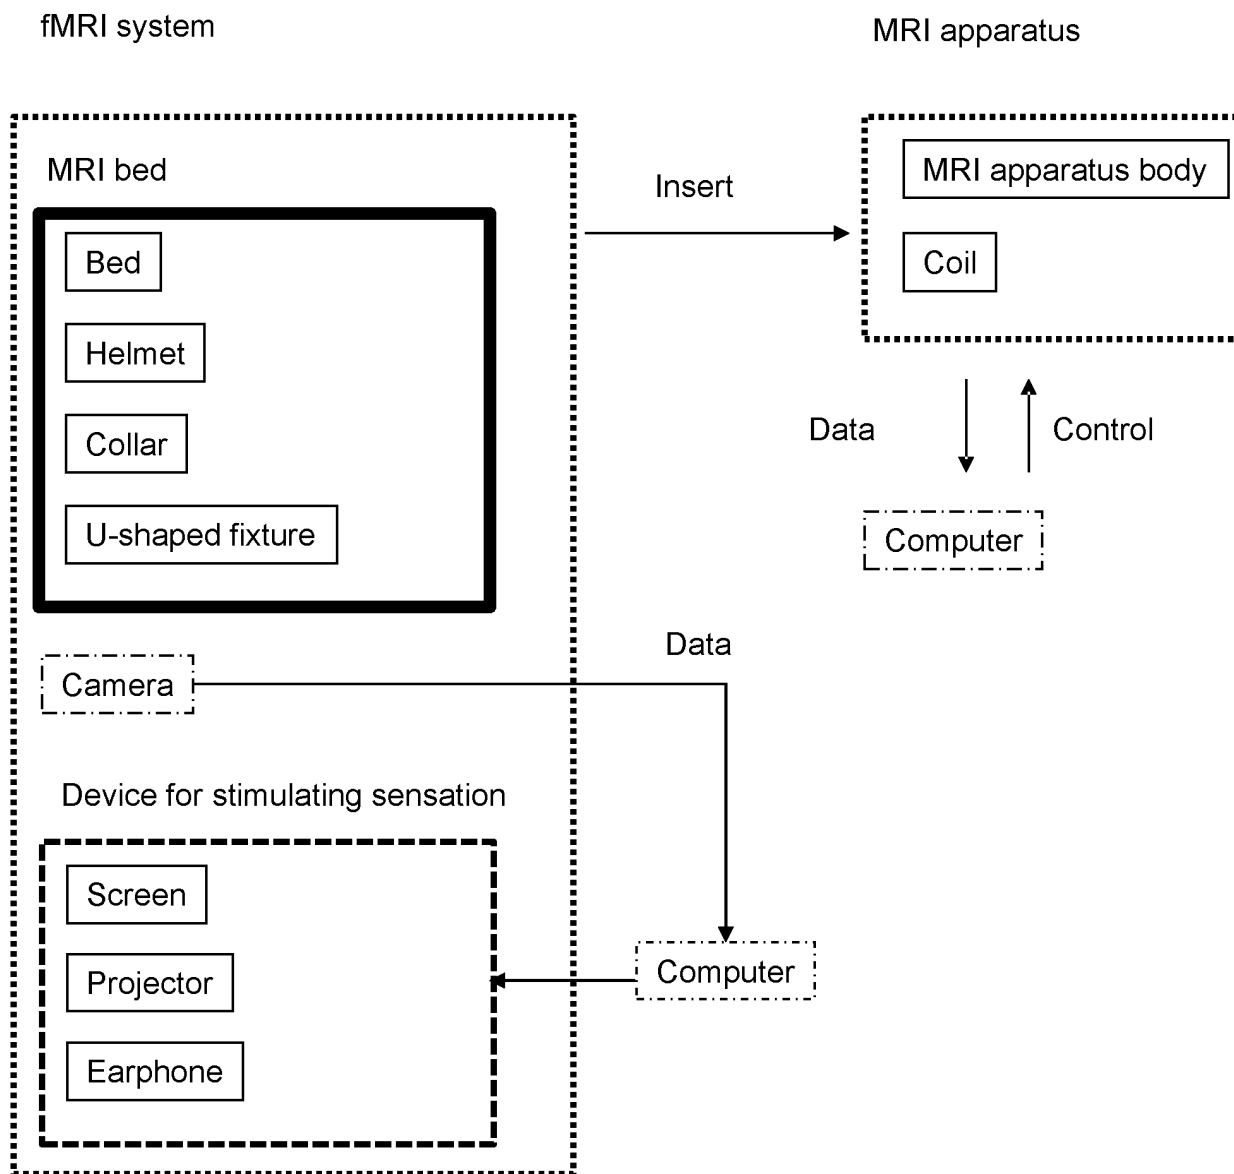 fMRI system
MRI apparatus
MRI bed
Bed
Helmet
Collar
U-shaped fixture
Insert
MRI apparatus body
Coil
Data
Control
Computer
Camera
Data
Device for stimulating sensation
Screen
Projector
Earphone
Computer